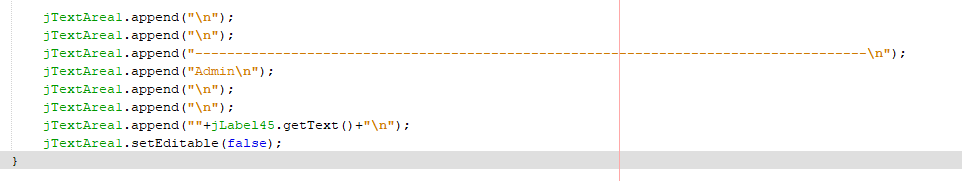 jTextArea1.append("\n");
jTextArea1.append("\n");
jTextArea1.append("------------------------------------------------------------------------------------\n");
jTextArea1.append("Admin\n");
jTextArea1.append("\n");
jTextArea1.append("\n");
jTextArea1.append(""+jLabel45.getText()+"\n");
jTextArea1.setEditable(false);
}